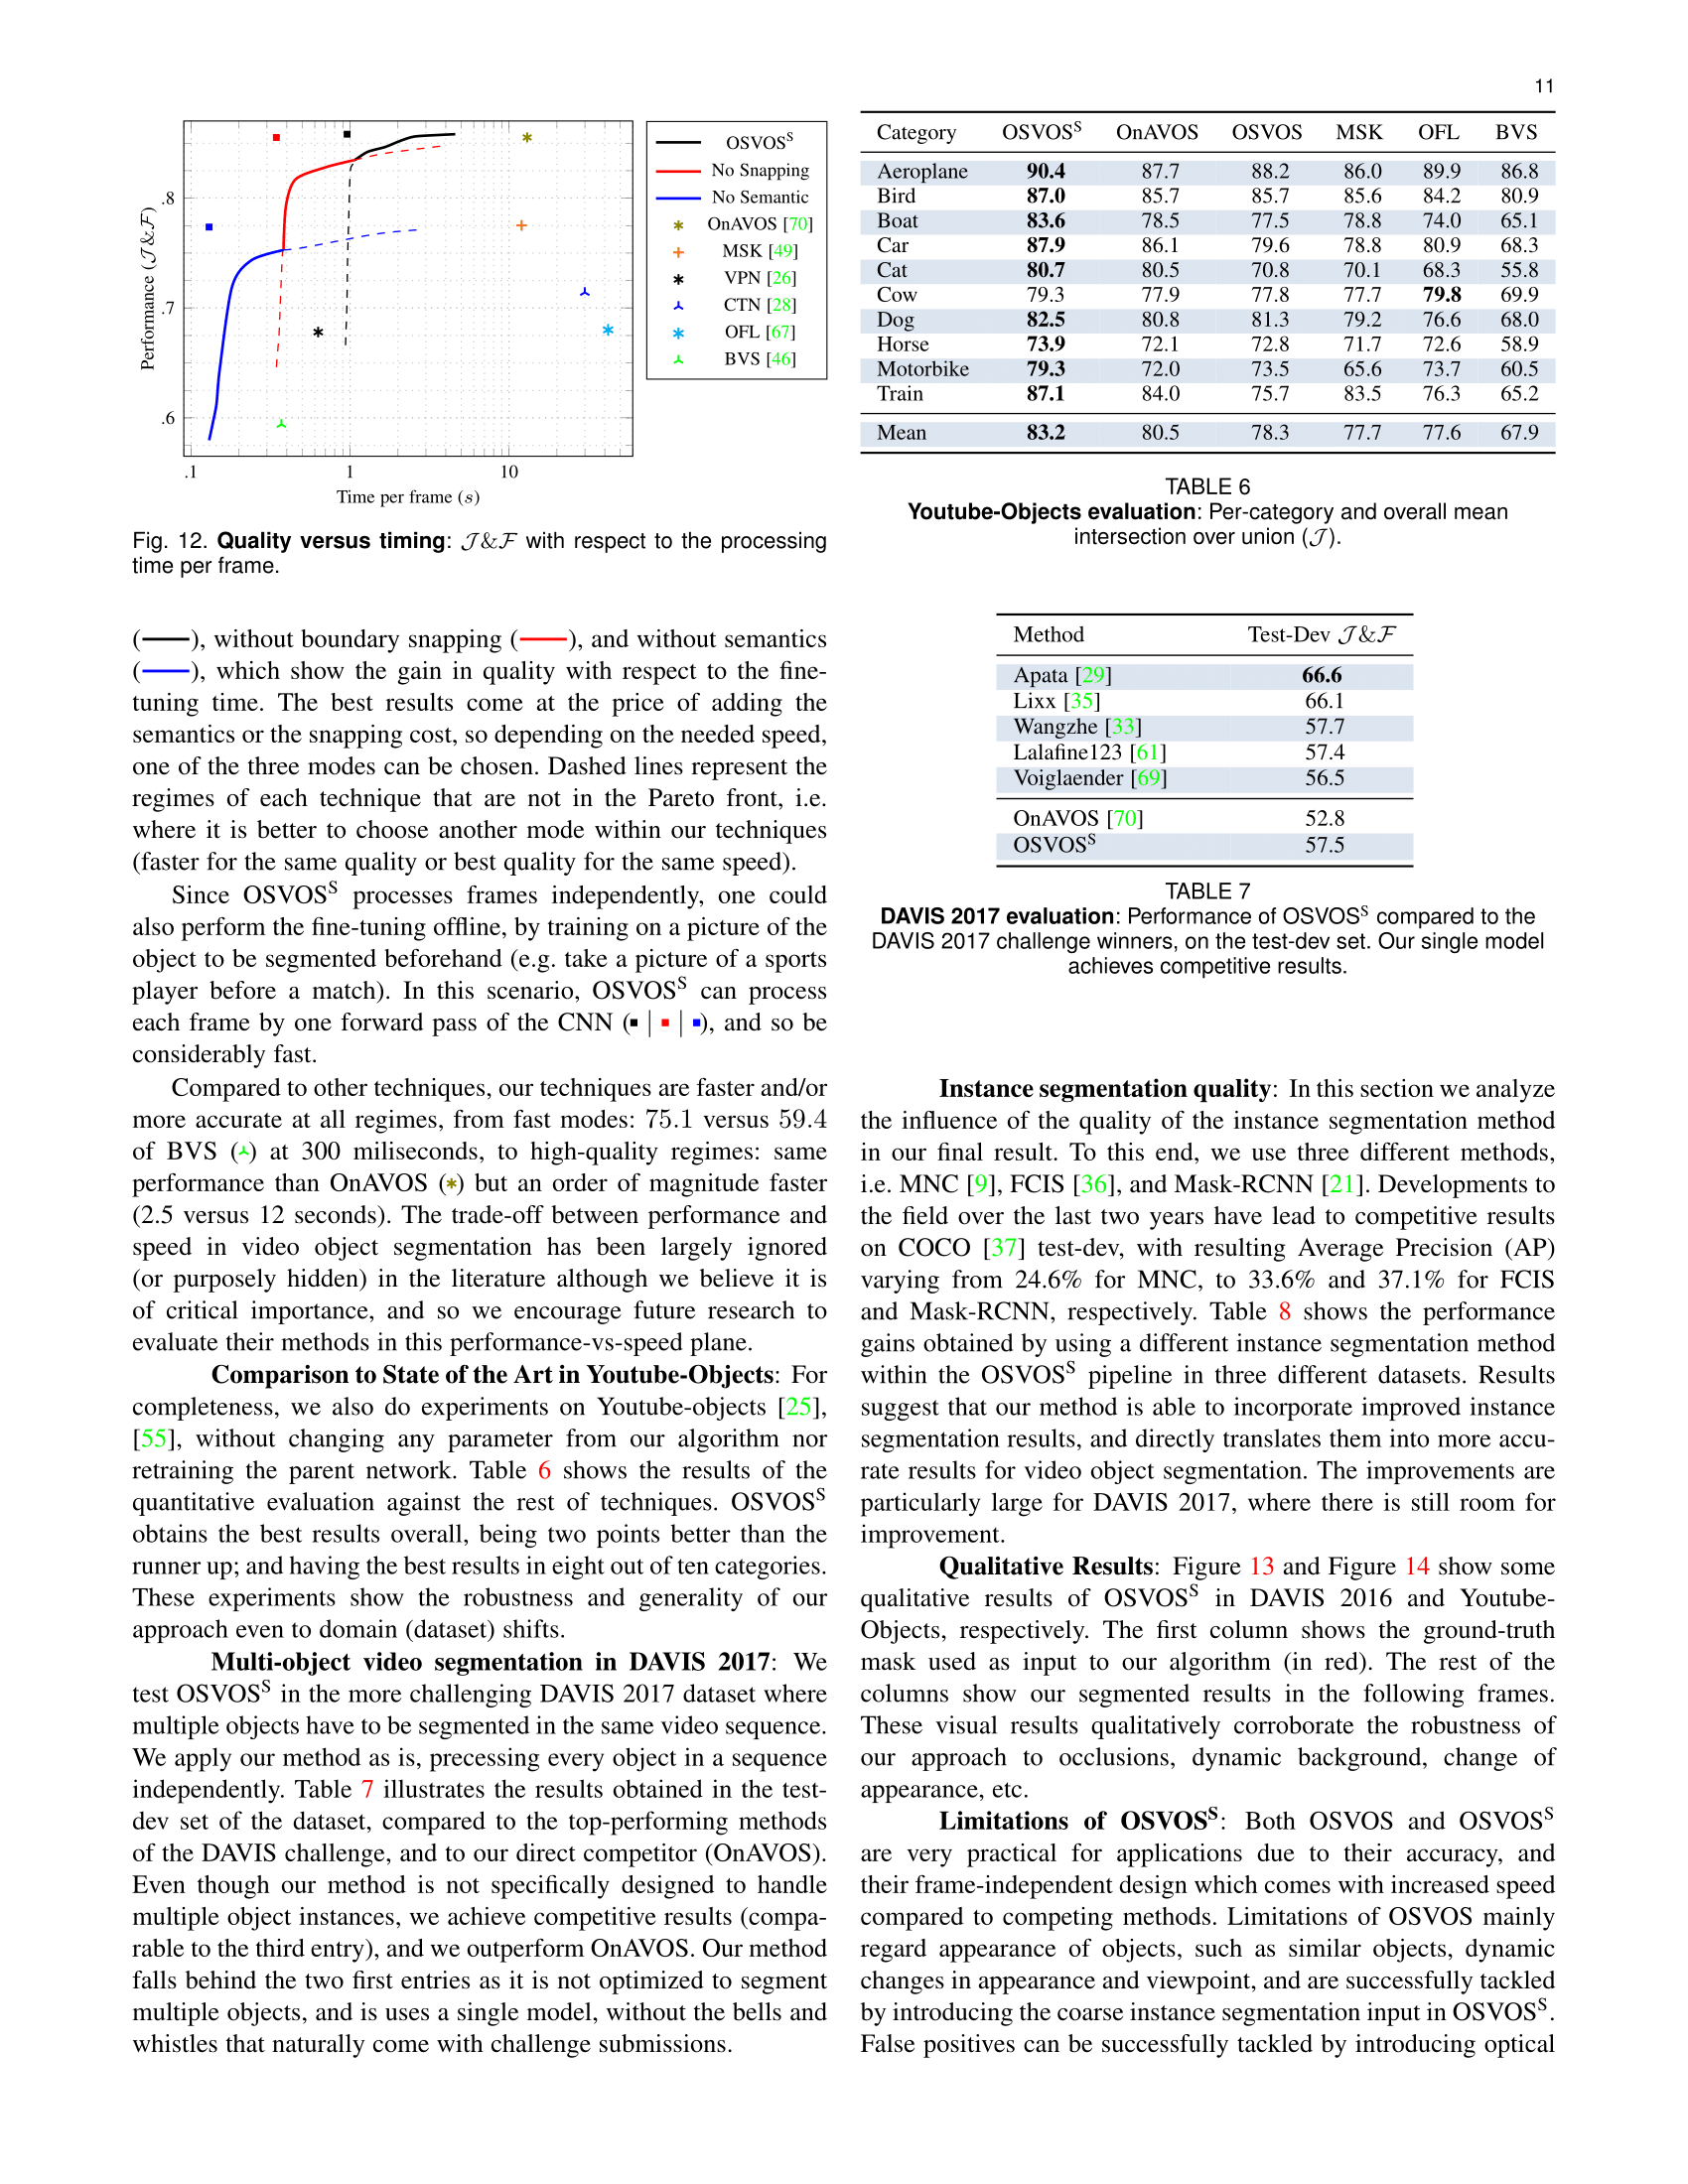 11
.8
.7
.6
.1
1
10
Performance (J&F)
Time per frame (s)
OSVOSS
No Snapping
No Semantic
OnAVOS [70]
MSK [49]
VPN [26]
CTN [28]
OFL [67]
BVS [46]
Fig. 12. Quality versus timing: J&F with respect to the processing
time per frame.
(——), without boundary snapping (——), and without semantics
(——), which show the gain in quality with respect to the fine-
tuning time. The best results come at the price of adding the
semantics or the snapping cost, so depending on the needed speed,
one of the three modes can be chosen. Dashed lines represent the
regimes of each technique that are not in the Pareto front, i.e.
where it is better to choose another mode within our techniques
(faster for the same quality or best quality for the same speed).
Since OSVOSS processes frames independently, one could
also perform the fine-tuning offline, by training on a picture of the
object to be segmented beforehand (e.g. take a picture of a sports
player before a match). In this scenario, OSVOSS can process
each frame by one forward pass of the CNN (▪ | ▪ | ▪), and so be
considerably fast.
Compared to other techniques, our techniques are faster and/or
more accurate at all regimes, from fast modes: 75.1 versus 59.4
of BVS (⅄) at 300 miliseconds, to high-quality regimes: same
performance than OnAVOS (*) but an order of magnitude faster
(2.5 versus 12 seconds). The trade-off between performance and
speed in video object segmentation has been largely ignored
(or purposely hidden) in the literature although we believe it is
of critical importance, and so we encourage future research to
evaluate their methods in this performance-vs-speed plane.
Comparison to State of the Art in Youtube-Objects: For
completeness, we also do experiments on Youtube-objects [25],
[55], without changing any parameter from our algorithm nor
retraining the parent network. Table 6 shows the results of the
quantitative evaluation against the rest of techniques. OSVOSS
obtains the best results overall, being two points better than the
runner up; and having the best results in eight out of ten categories.
These experiments show the robustness and generality of our
approach even to domain (dataset) shifts.
Multi-object video segmentation in DAVIS 2017: We
test OSVOSS in the more challenging DAVIS 2017 dataset where
multiple objects have to be segmented in the same video sequence.
We apply our method as is, precessing every object in a sequence
independently. Table 7 illustrates the results obtained in the test-
dev set of the dataset, compared to the top-performing methods
of the DAVIS challenge, and to our direct competitor (OnAVOS).
Even though our method is not specifically designed to handle
multiple object instances, we achieve competitive results (compa-
rable to the third entry), and we outperform OnAVOS. Our method
falls behind the two first entries as it is not optimized to segment
multiple objects, and is uses a single model, without the bells and
whistles that naturally come with challenge submissions.
Category OSVOSS OnAVOS OSVOS MSK OFL BVS
Aeroplane 90.4 87.7 88.2 86.0 89.9 86.8
Bird 87.0 85.7 85.7 85.6 84.2 80.9
Boat 83.6 78.5 77.5 78.8 74.0 65.1
Car 87.9 86.1 79.6 78.8 80.9 68.3
Cat 80.7 80.5 70.8 70.1 68.3 55.8
Cow 79.3 77.9 77.8 77.7 79.8 69.9
Dog 82.5 80.8 81.3 79.2 76.6 68.0
Horse 73.9 72.1 72.8 71.7 72.6 58.9
Motorbike 79.3 72.0 73.5 65.6 73.7 60.5
Train 87.1 84.0 75.7 83.5 76.3 65.2
Mean 83.2 80.5 78.3 77.7 77.6 67.9
TABLE 6
Youtube-Objects evaluation: Per-category and overall mean
intersection over union (J).
Method Test-Dev J&F
Apata [29] 66.6
Lixx [35] 66.1
Wangzhe [33] 57.7
Lalafine123 [61] 57.4
Voiglaender [69] 56.5
OnAVOS [70] 52.8
OSVOSS 57.5
TABLE 7
DAVIS 2017 evaluation: Performance of OSVOSS compared to the
DAVIS 2017 challenge winners, on the test-dev set. Our single model
achieves competitive results.
Instance segmentation quality: In this section we analyze
the influence of the quality of the instance segmentation method
in our final result. To this end, we use three different methods,
i.e. MNC [9], FCIS [36], and Mask-RCNN [21]. Developments to
the field over the last two years have lead to competitive results
on COCO [37] test-dev, with resulting Average Precision (AP)
varying from 24.6% for MNC, to 33.6% and 37.1% for FCIS
and Mask-RCNN, respectively. Table 8 shows the performance
gains obtained by using a different instance segmentation method
within the OSVOSS pipeline in three different datasets. Results
suggest that our method is able to incorporate improved instance
segmentation results, and directly translates them into more accu-
rate results for video object segmentation. The improvements are
particularly large for DAVIS 2017, where there is still room for
improvement.
Qualitative Results: Figure 13 and Figure 14 show some
qualitative results of OSVOSS in DAVIS 2016 and Youtube-
Objects, respectively. The first column shows the ground-truth
mask used as input to our algorithm (in red). The rest of the
columns show our segmented results in the following frames.
These visual results qualitatively corroborate the robustness of
our approach to occlusions, dynamic background, change of
appearance, etc.
Limitations of OSVOSS: Both OSVOS and OSVOSS
are very practical for applications due to their accuracy, and
their frame-independent design which comes with increased speed
compared to competing methods. Limitations of OSVOS mainly
regard appearance of objects, such as similar objects, dynamic
changes in appearance and viewpoint, and are successfully tackled
by introducing the coarse instance segmentation input in OSVOSS.
False positives can be successfully tackled by introducing optical